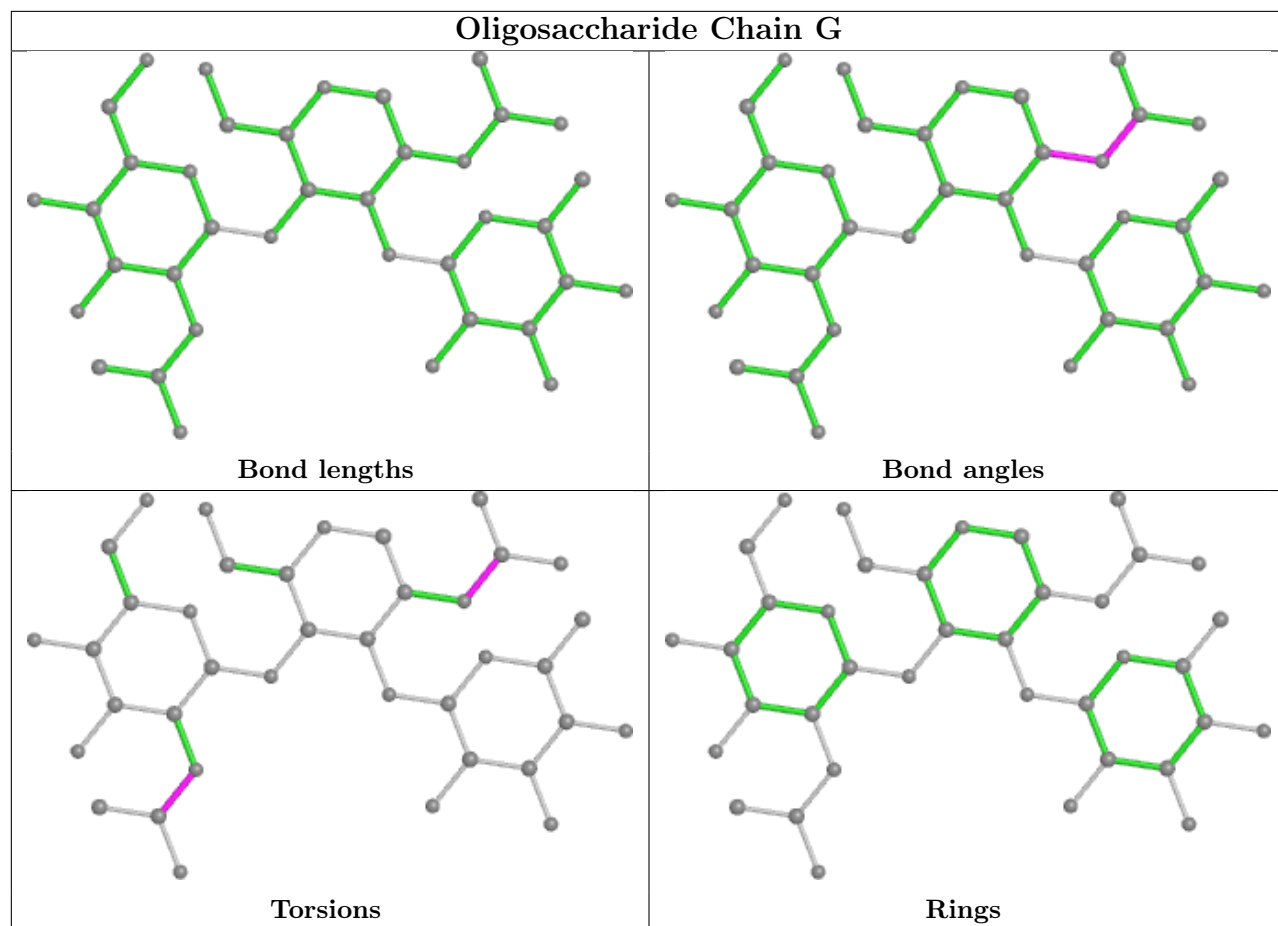 Oligosaccharide Chain G
Bond lengths
Bond angles
Torsions
Rings